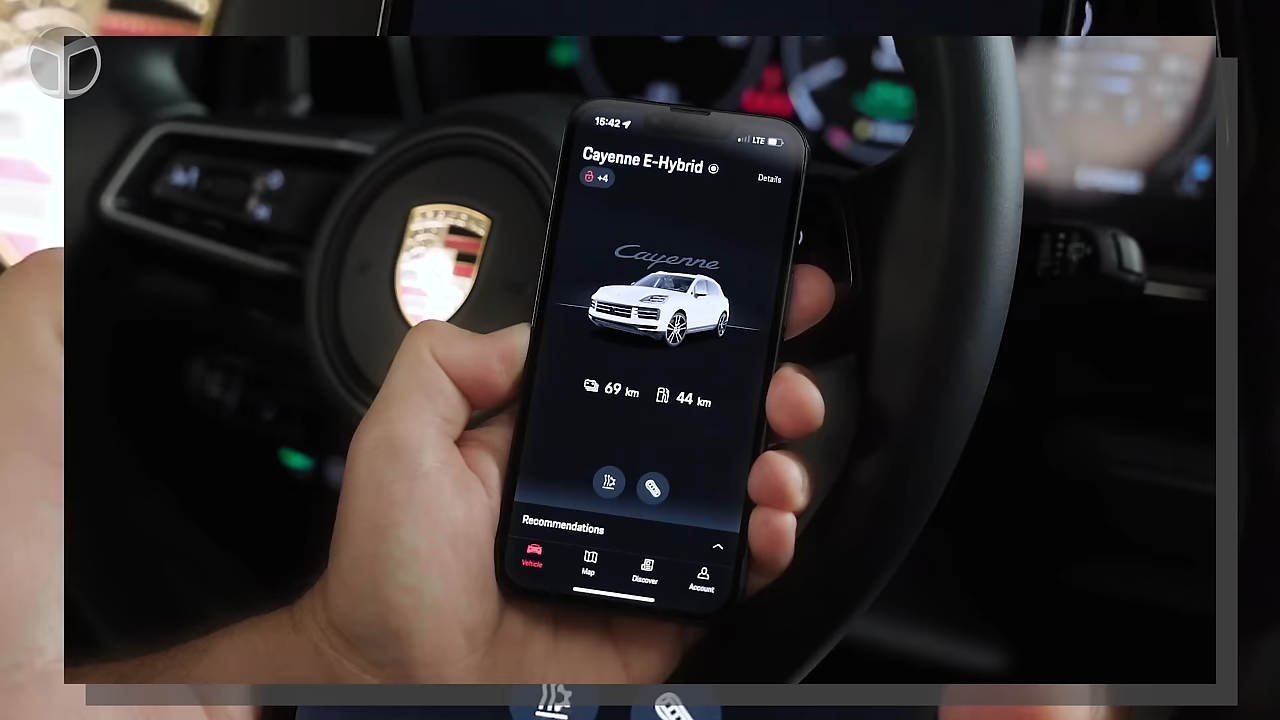 15:42
LTE
Cayenne E-Hybrid
+4
Details
Cayenne
69 km
44 km
Recommendations
Vehicle
Map
Discover
Account